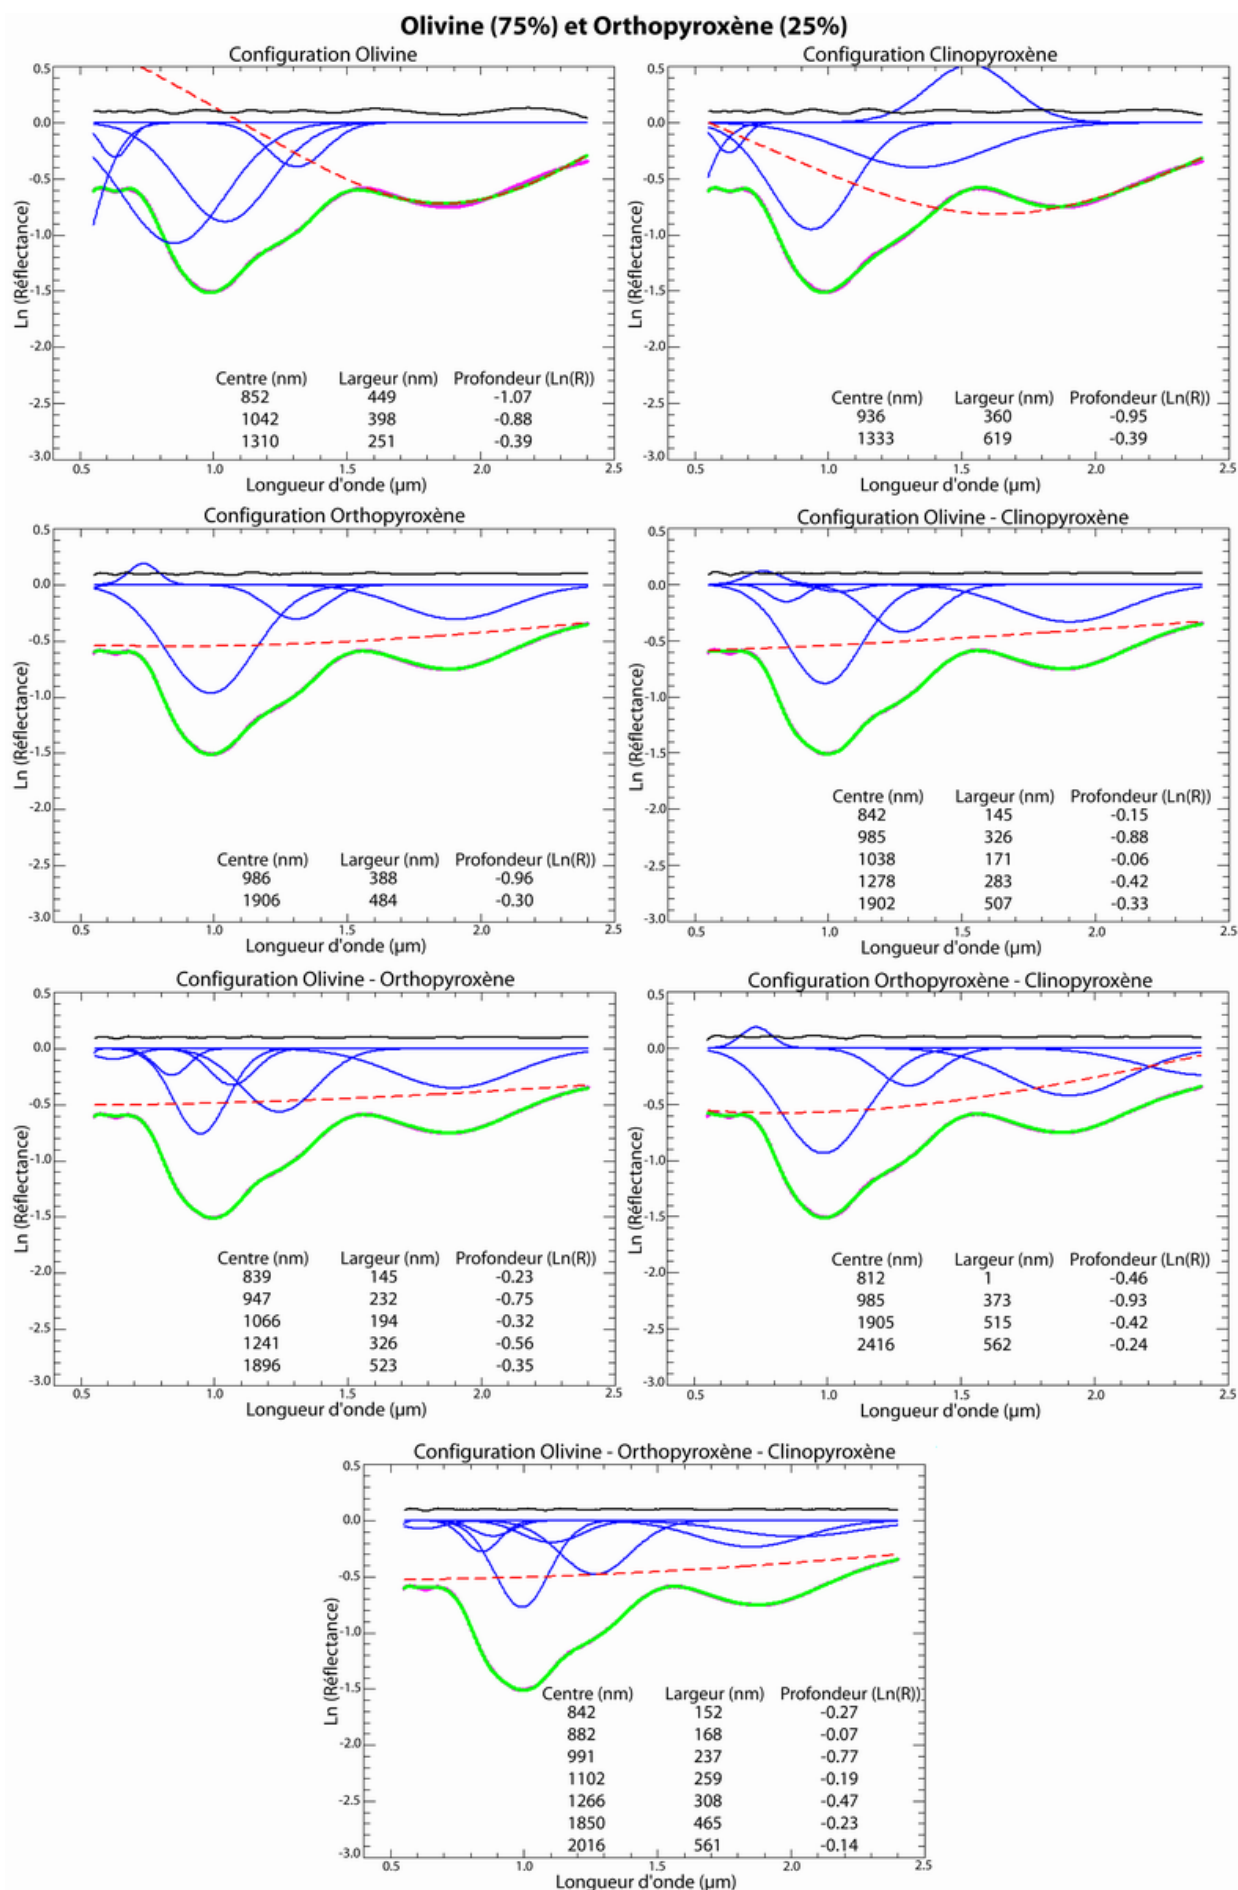 Olivine (75%) et Orthopyroxène (25%)
Configuration Olivine
0.5
0.0
-0.5
-1.0
-1.5
-2.0
-2.5
-3.0
Ln (Réflectance)
Centre (nm) Largeur (nm) Profondeur (Ln(R))
852 449 -1.07
1042 398 -0.88
1310 251 -0.39
0.5 1.0 1.5 2.0 2.5
Longueur d'onde (µm)
Configuration Clinopyroxène
0.5
0.0
-0.5
-1.0
-1.5
-2.0
-2.5
-3.0
Ln (Réflectance)
Centre (nm) Largeur (nm) Profondeur (Ln(R))
936 360 -0.95
1333 619 -0.39
0.5 1.0 1.5 2.0 2.5
Longueur d'onde (µm)
Configuration Orthopyroxène
0.5
0.0
-0.5
-1.0
-1.5
-2.0
-2.5
-3.0
Ln (Réflectance)
Centre (nm) Largeur (nm) Profondeur (Ln(R))
986 388 -0.96
1906 484 -0.30
0.5 1.0 1.5 2.0 2.5
Longueur d'onde (µm)
Configuration Olivine - Clinopyroxène
0.5
0.0
-0.5
-1.0
-1.5
-2.0
-2.5
-3.0
Ln (Réflectance)
Centre (nm) Largeur (nm) Profondeur (Ln(R))
842 145 -0.15
985 326 -0.88
1038 171 -0.06
1278 283 -0.42
1902 507 -0.33
0.5 1.0 1.5 2.0 2.5
Longueur d'onde (µm)
Configuration Olivine - Orthopyroxène
0.5
0.0
-0.5
-1.0
-1.5
-2.0
-2.5
-3.0
Ln (Réflectance)
Centre (nm) Largeur (nm) Profondeur (Ln(R))
839 145 -0.23
947 232 -0.75
1066 194 -0.32
1241 326 -0.56
1896 523 -0.35
0.5 1.0 1.5 2.0 2.5
Longueur d'onde (µm)
Configuration Orthopyroxène - Clinopyroxène
0.5
0.0
-0.5
-1.0
-1.5
-2.0
-2.5
-3.0
Ln (Réflectance)
Centre (nm) Largeur (nm) Profondeur (Ln(R))
812 1 -0.46
985 373 -0.93
1905 515 -0.42
2416 562 -0.24
0.5 1.0 1.5 2.0 2.5
Longueur d'onde (µm)
Configuration Olivine - Orthopyroxène - Clinopyroxène
0.5
0.0
-0.5
-1.0
-1.5
-2.0
-2.5
-3.0
Ln (Réflectance)
Centre (nm) Largeur (nm) Profondeur (Ln(R))
842 152 -0.27
882 168 -0.07
991 237 -0.77
1102 259 -0.19
1266 308 -0.47
1850 465 -0.23
2016 561 -0.14
0.5 1.0 1.5 2.0 2.5
Longueur d'onde (µm)